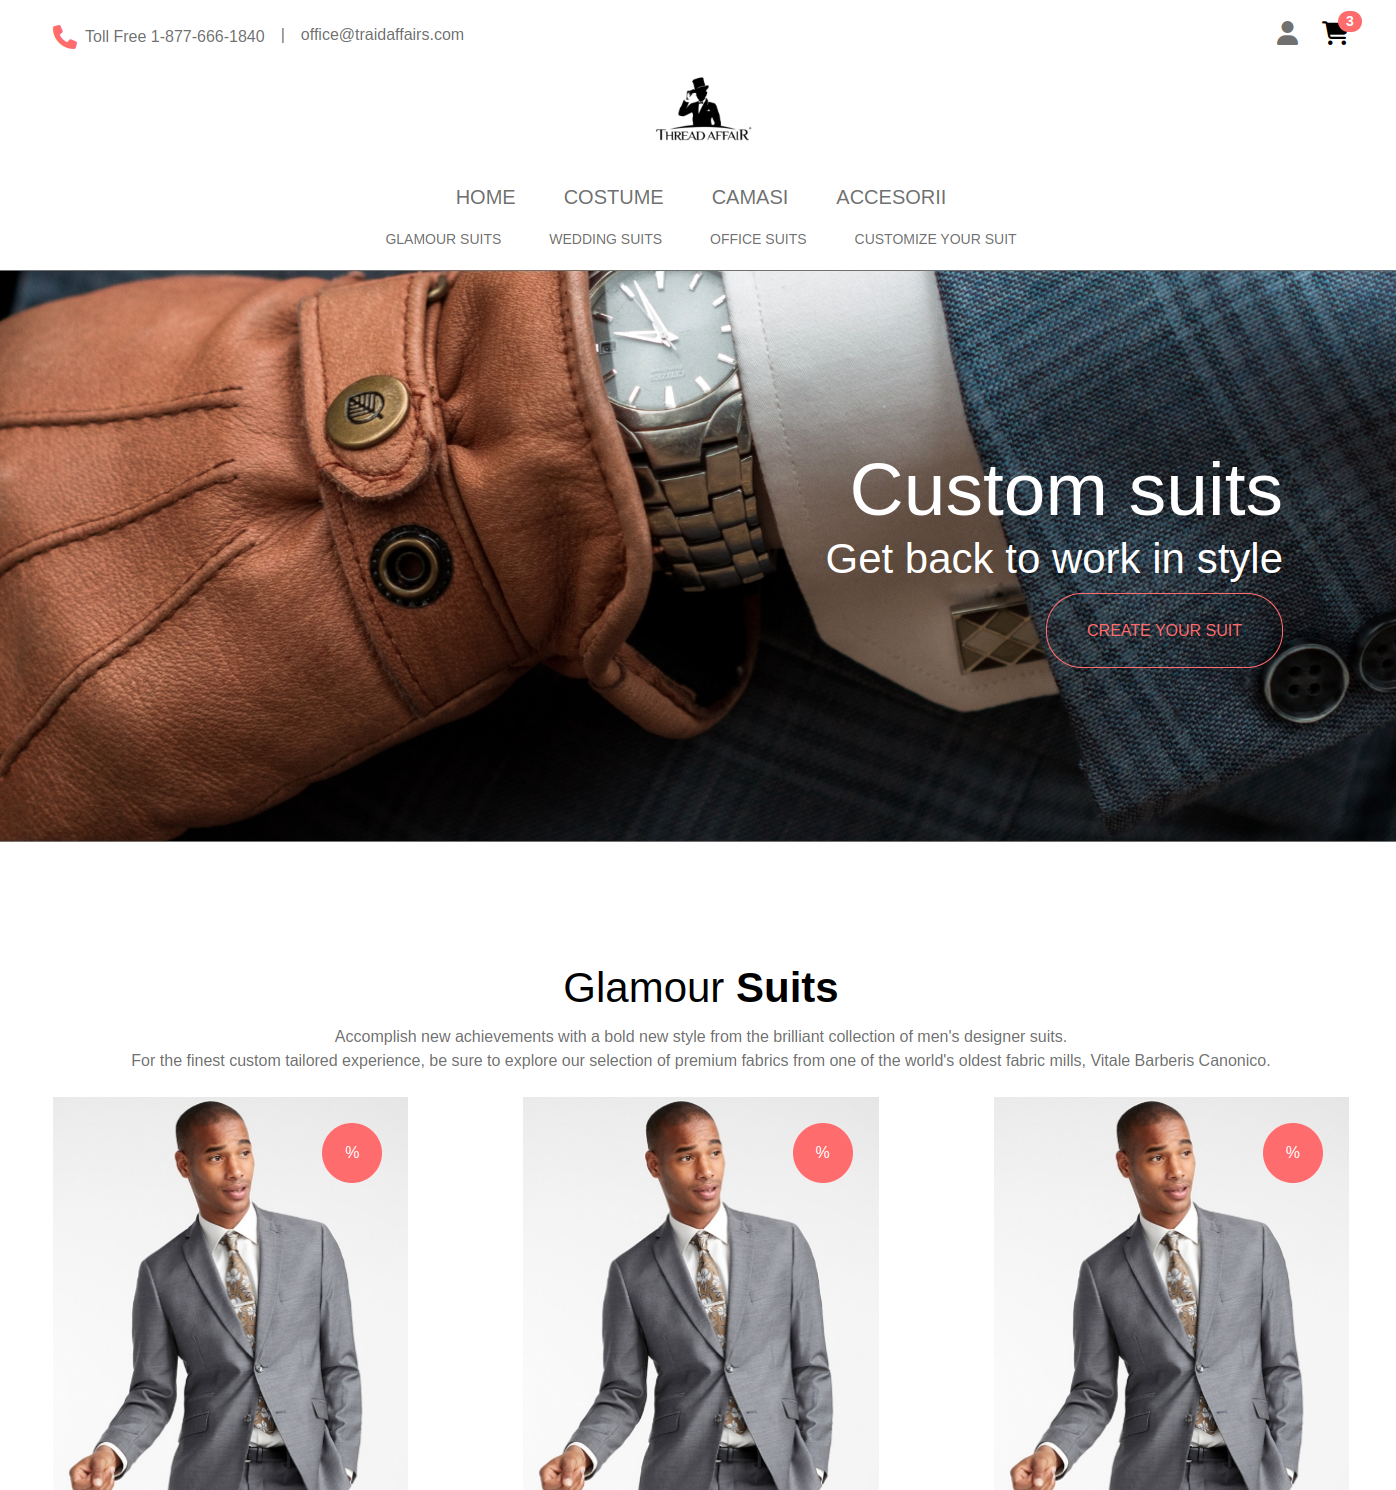 Toll Free 1-877-666-1840 | office@traidaffairs.com
3
THREAD AFFAIR
HOME COSTUME CAMASI ACCESORII
GLAMOUR SUITS WEDDING SUITS OFFICE SUITS CUSTOMIZE YOUR SUIT
Custom suits
Get back to work in style
CREATE YOUR SUIT
Glamour Suits
Accomplish new achievements with a bold new style from the brilliant collection of men's designer suits.
For the finest custom tailored experience, be sure to explore our selection of premium fabrics from one of the world's oldest fabric mills, Vitale Barberis Canonico.
% % %